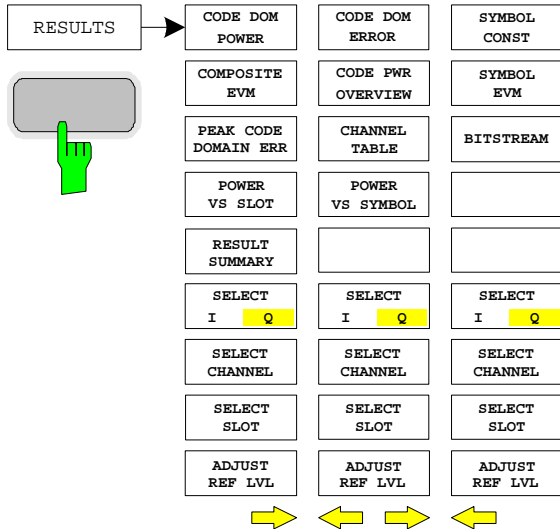 RESULTS
CODE DOM
POWER
COMPOSITE
EVM
PEAK CODE
DOMAIN ERR
POWER
VS SLOT
RESULT
SUMMARY
SELECT
I Q
SELECT
CHANNEL
SELECT
SLOT
ADJUST
REF LVL
CODE DOM
ERROR
CODE PWR
OVERVIEW
CHANNEL
TABLE
POWER
VS SYMBOL
SELECT
I Q
SELECT
CHANNEL
SELECT
SLOT
ADJUST
REF LVL
SYMBOL
CONST
SYMBOL
EVM
BITSTREAM
SELECT
I Q
SELECT
CHANNEL
SELECT
SLOT
ADJUST
REF LVL